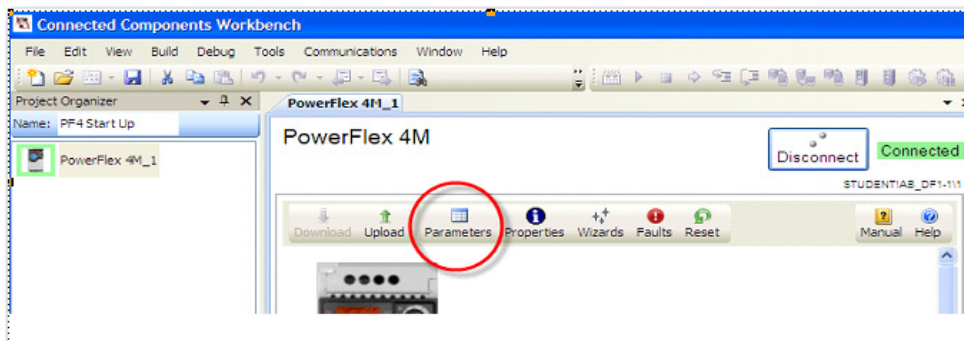 Connected Components Workbench
File Edit View Build Debug Tools Communications Window Help
Project Organizer
PowerFlex 4M_1
Name: PF4 Start Up
PowerFlex 4M
PowerFlex 4M_1
Disconnect
Connected
STUDENT!AB_DF1-1\1
Download Upload Parameters Properties Wizards Faults Reset Manual Help